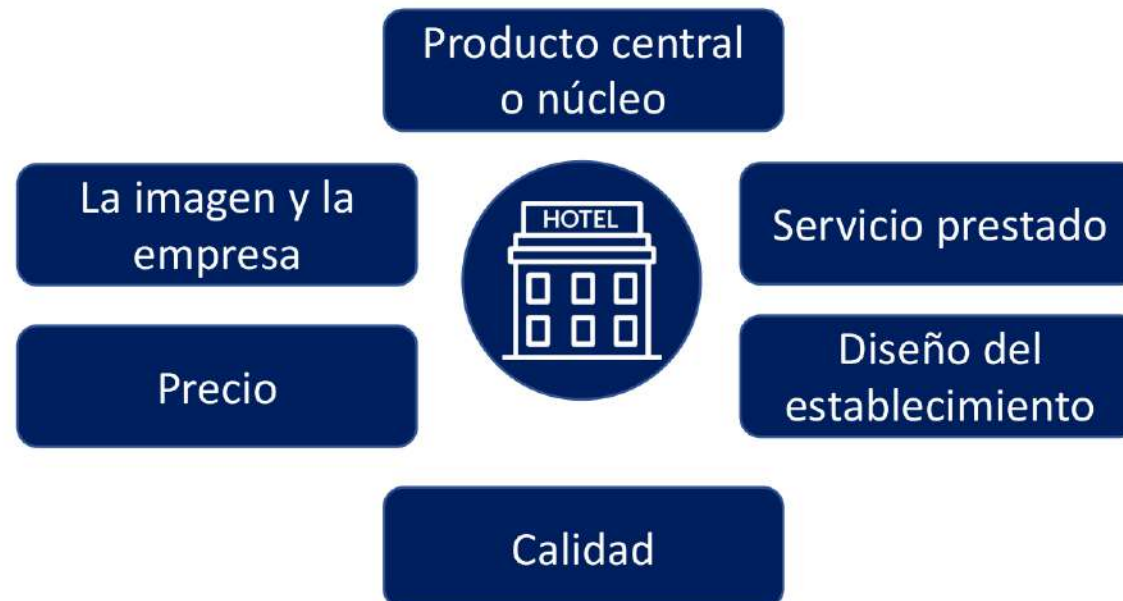 Producto central
o núcleo
La imagen y la
empresa
HOTEL
Servicio prestado
Precio
Diseño del
establecimiento
Calidad